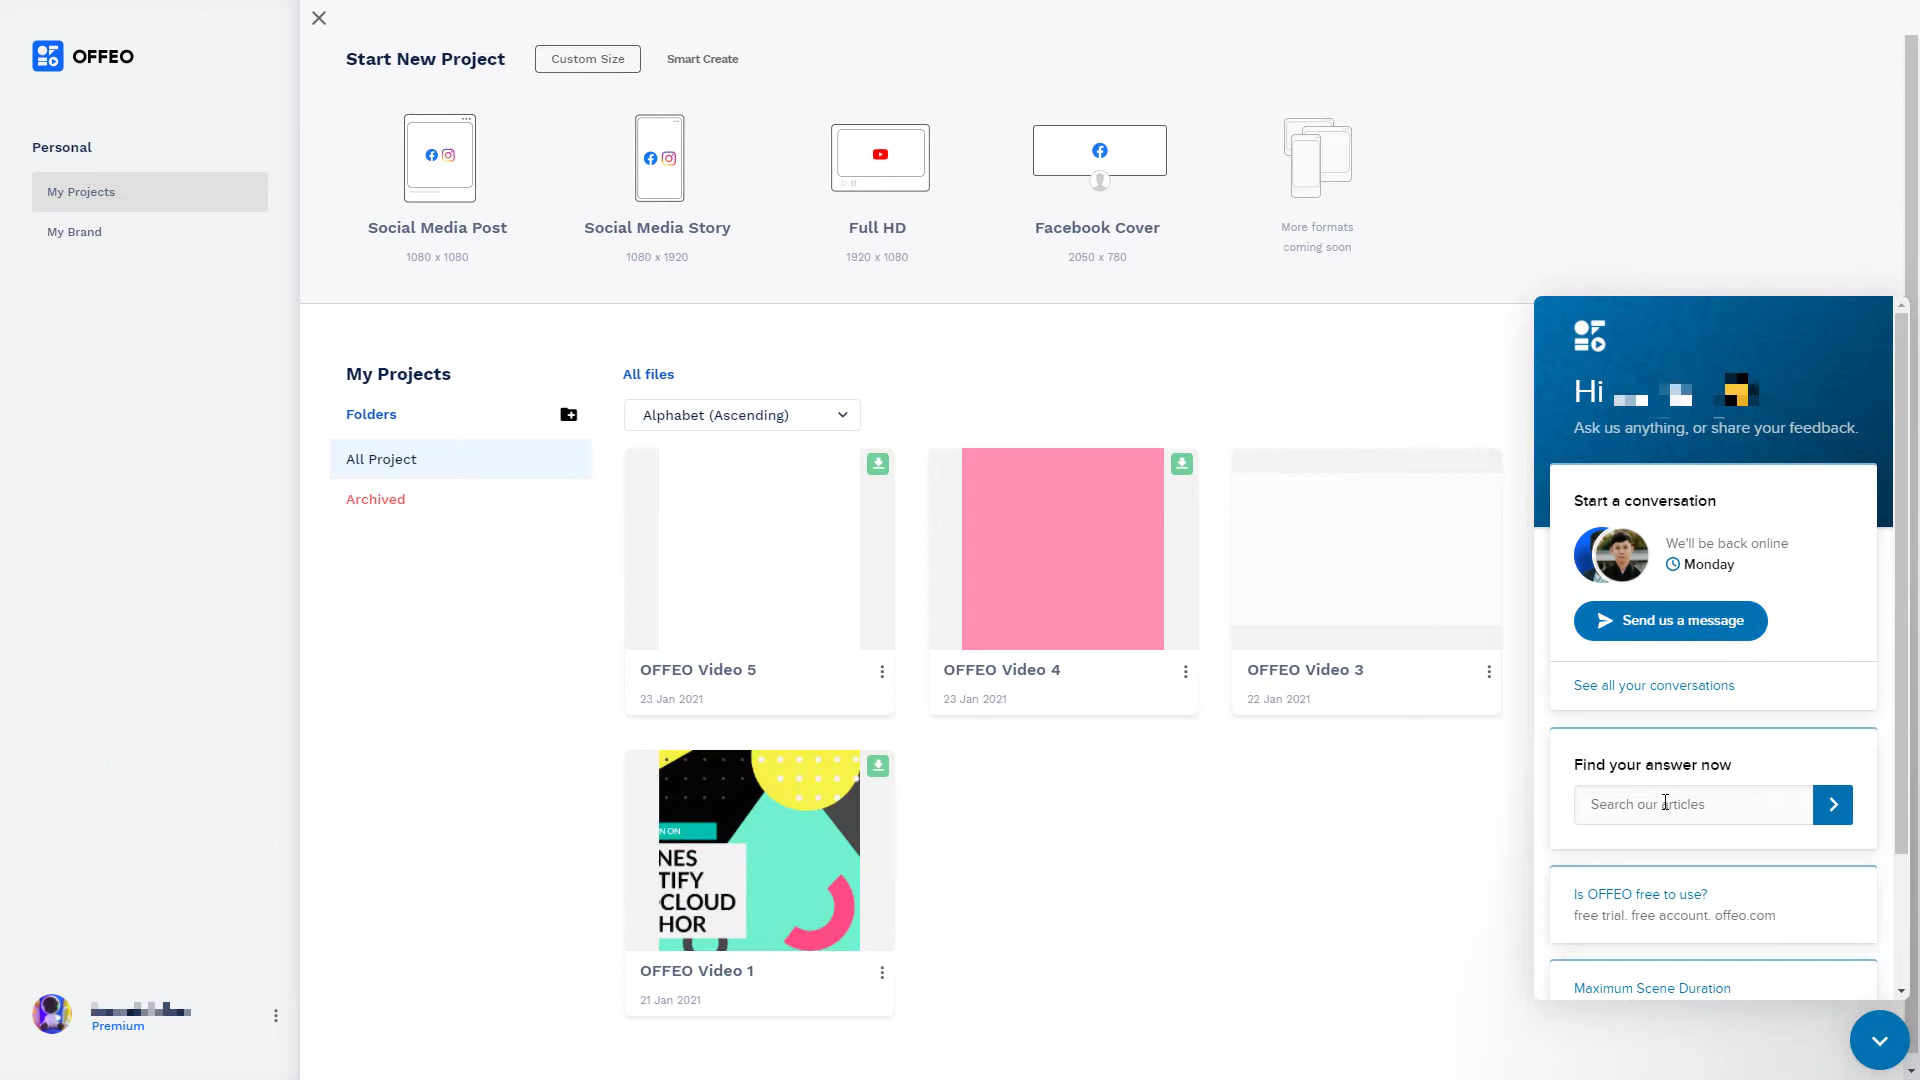 OFFEO
Personal
My Projects
My Brand
Premium
Start New Project
Custom Size
Smart Create
Social Media Post
1080 x 1080
Social Media Story
1080 x 1920
Full HD
1920 x 1080
Facebook Cover
2050 x 780
More formats
coming soon
My Projects
Folders
All Project
Archived
All files
Alphabet (Ascending)
OFFEO Video 5
23 Jan 2021
OFFEO Video 4
23 Jan 2021
OFFEO Video 3
22 Jan 2021
N ON
NES
TIFY
CLOUD
HOR
OFFEO Video 1
21 Jan 2021
Hi
Ask us anything, or share your feedback.
Start a conversation
We'll be back online
Monday
Send us a message
See all your conversations
Find your answer now
Search our articles
Is OFFEO free to use?
free trial. free account. offeo.com
Maximum Scene Duration